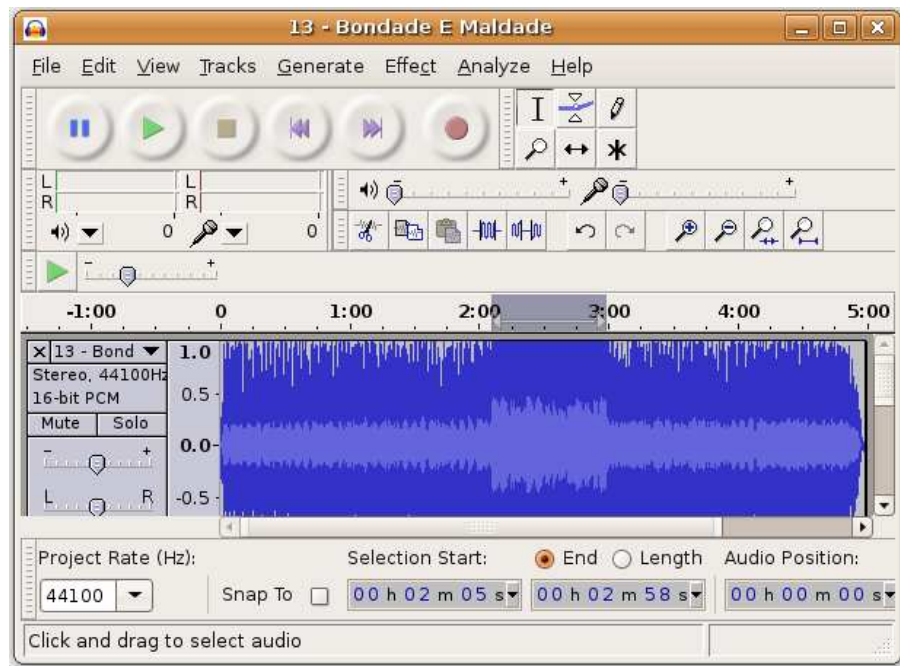 13 - Bondade E Maldade
File Edit View Tracks Generate Effect Analyze Help
L L
R R
- +
- +
0 0
- +
-1:00 0 1:00 2:00 3:00 4:00 5:00
13 - Bond 1.0
Stereo, 44100Hz
16-bit PCM 0.5
Mute Solo
- + 0.0
L R -0.5
Project Rate (Hz): Selection Start: End Length Audio Position:
44100 Snap To 00 h 02 m 05 s 00 h 02 m 58 s 00 h 00 m 00 s
Click and drag to select audio